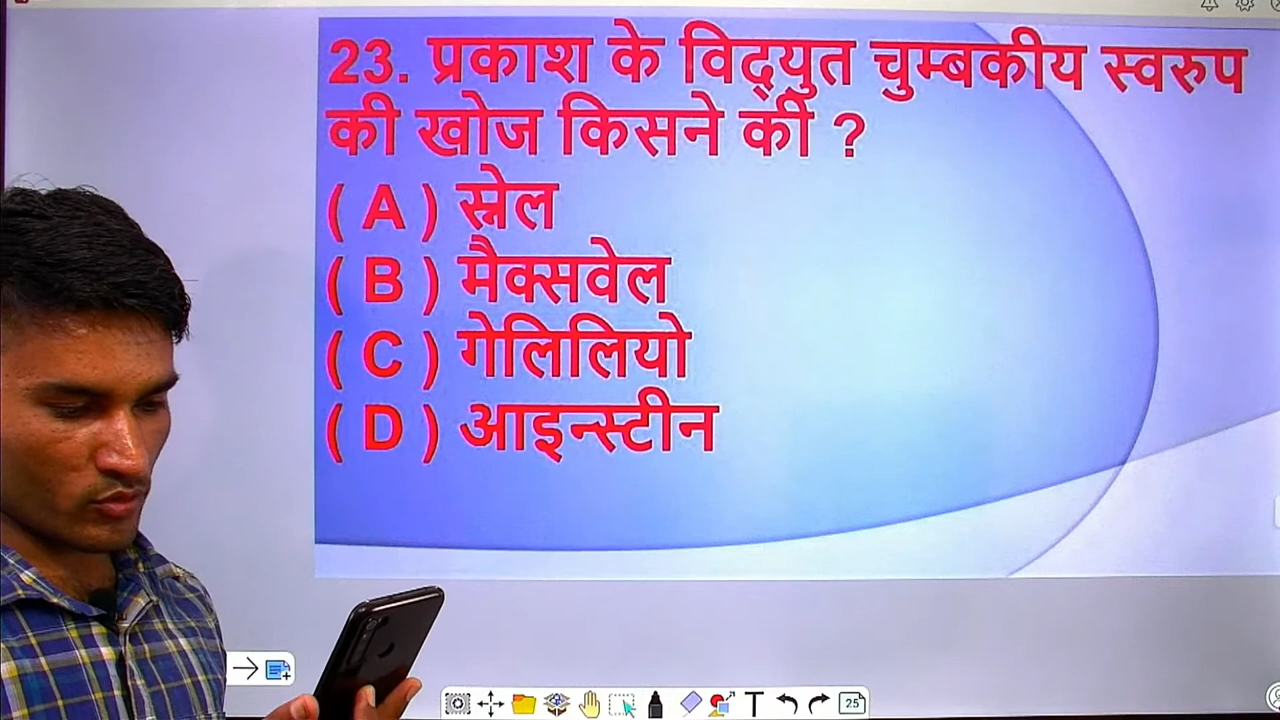 23. प्रकाश के विद्युत चुम्बकीय स्वरुप
की खोज किसने की ?
( A ) स्नेल
( B ) मैक्सवेल
( C ) गेलिलियो
( D ) आइन्स्टीन
T
25